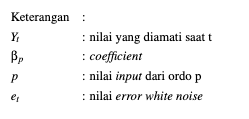 Keterangan :
Yₜ : nilai yang diamati saat t
βₚ : coefficient
p : nilai input dari ordo p
eₜ : nilai error white noise